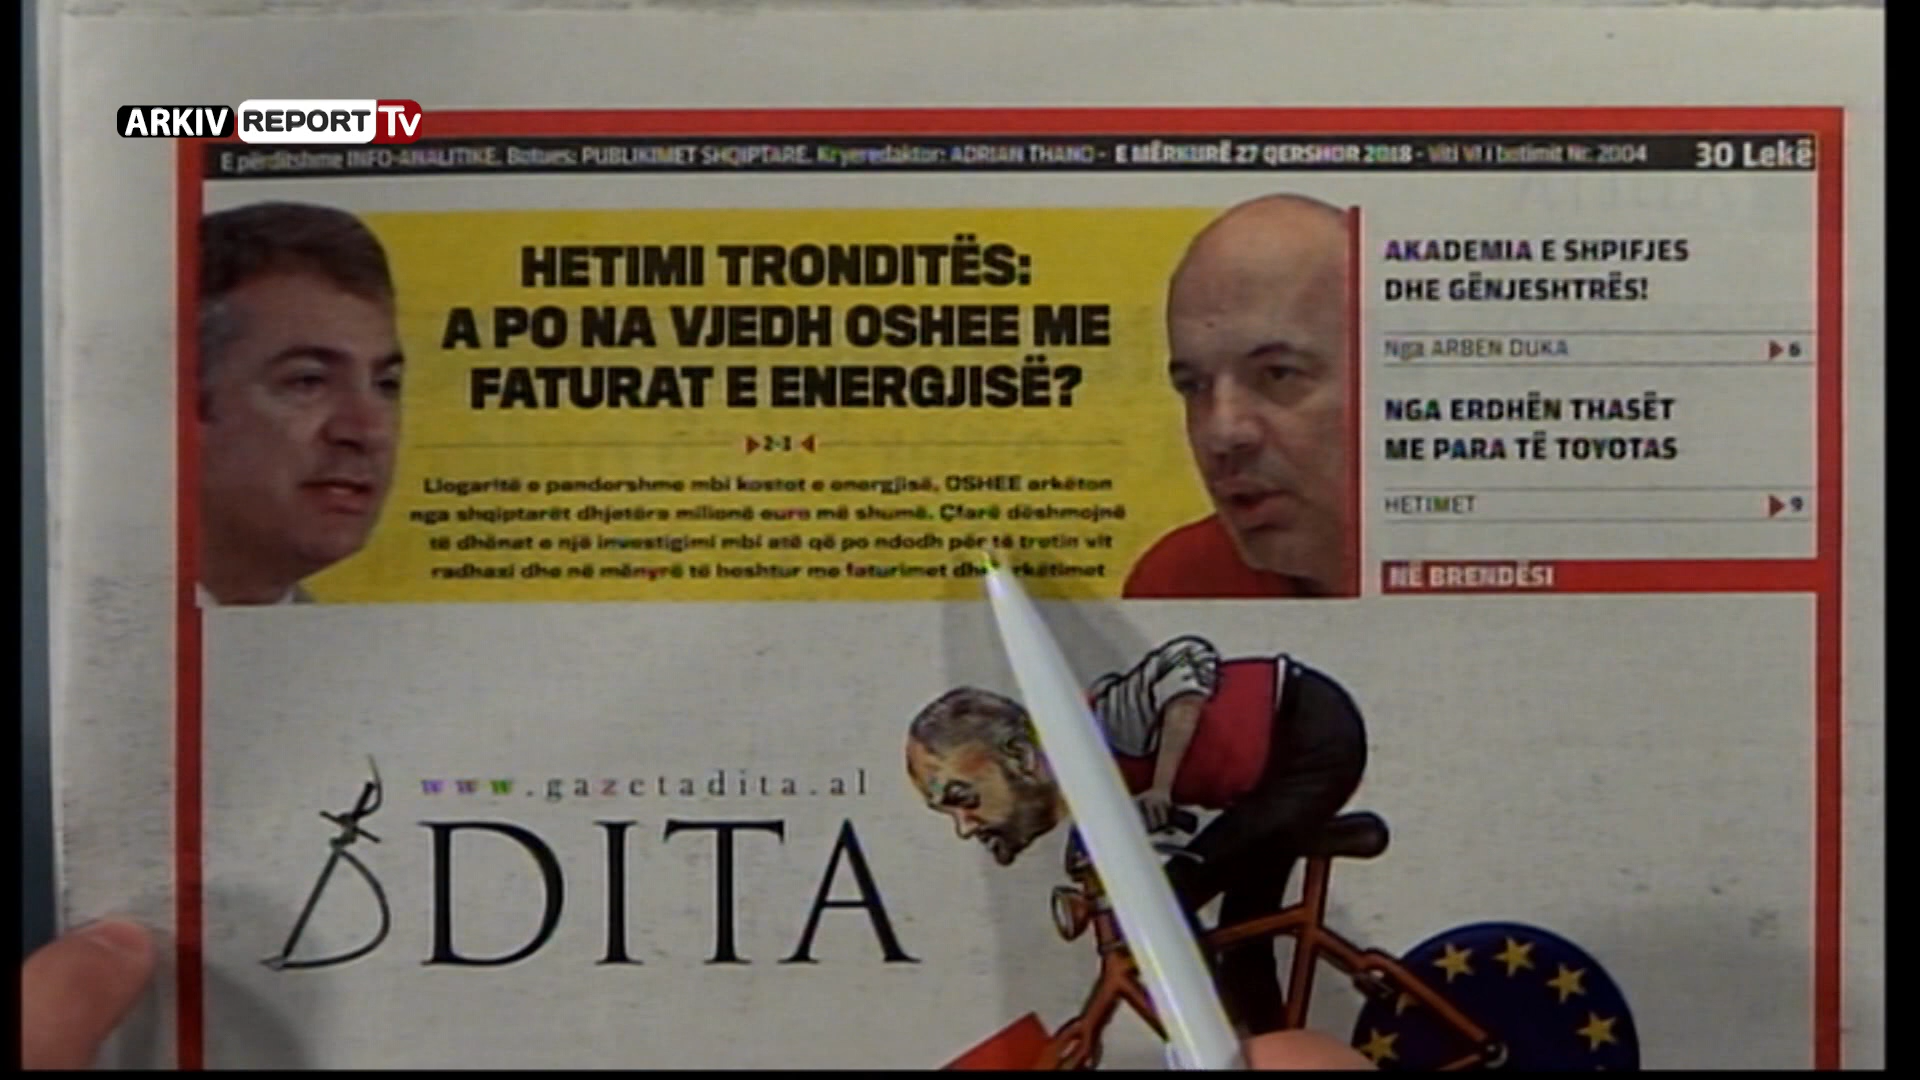 ARKIV REPORT Tv
E përditshme INFO-ANALITIKE. Botues: PUBLIKIMET SHQIPTARE. Kryeredaktor: ADRIAN THANO - E MËRKURË 27 QERSHOR 2018 - Viti VI i botimit Nr. 2004 30 Lekë
HETIMI TRONDITËS:
A PO NA VJEDH OSHEE ME
FATURAT E ENERGJISË?
2-3
Llogaritë e pandershme mbi kostot e energjisë. OSHEE arkëton
nga shqiptarët dhjetëra milionë euro më shumë. Çfarë dëshmojnë
të dhënat e një investigimi mbi atë që po ndodh për të tretin vit
radhazi dhe në mënyrë të heshtur me faturimet dhe arkëtimet
AKADEMIA E SHPIFJES
DHE GËNJESHTRËS!
Nga ARBEN DUKA 6
NGA ERDHËN THASËT
ME PARA TË TOYOTAS
HETIMET 9
NË BRENDËSI
www.gazetadita.al
DITA